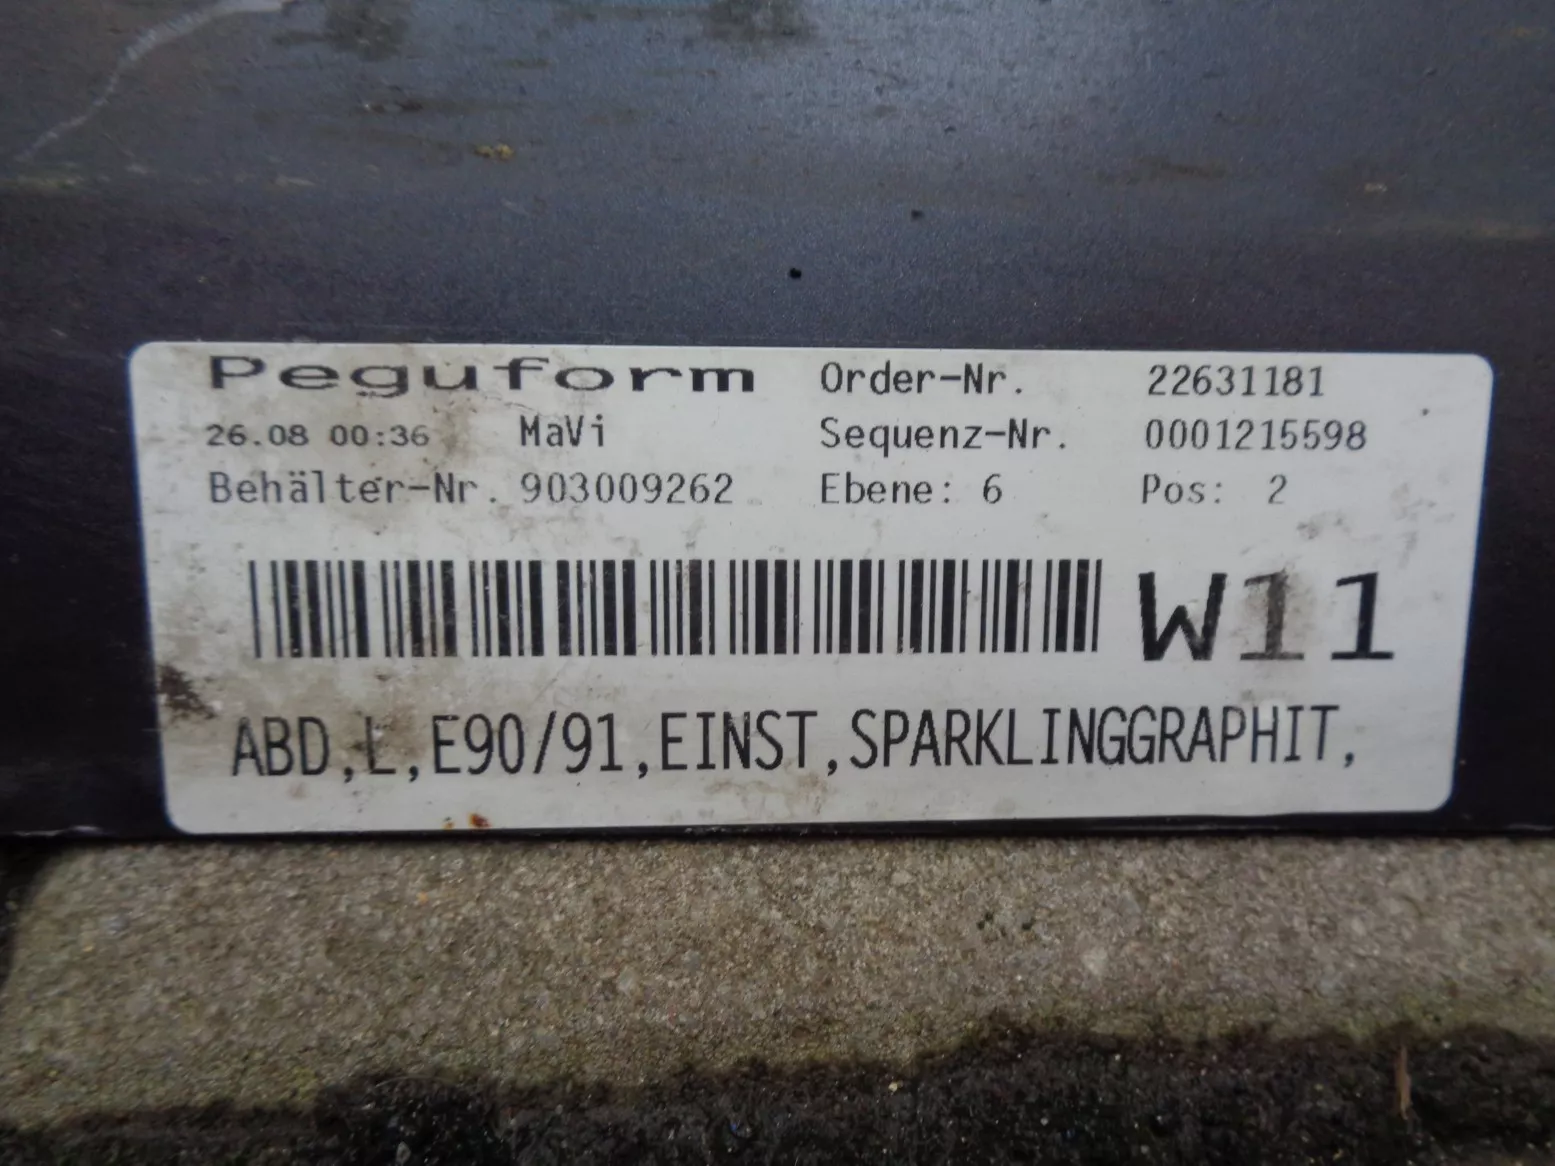 Peguform Order-Nr. 22631181
26.08 00:36 MaVi Sequenz-Nr. 0001215598
Behälter-Nr. 903009262 Ebene: 6 Pos: 2
W11
ABD,L,E90/91,EINST,SPARKLINGGRAPHIT,